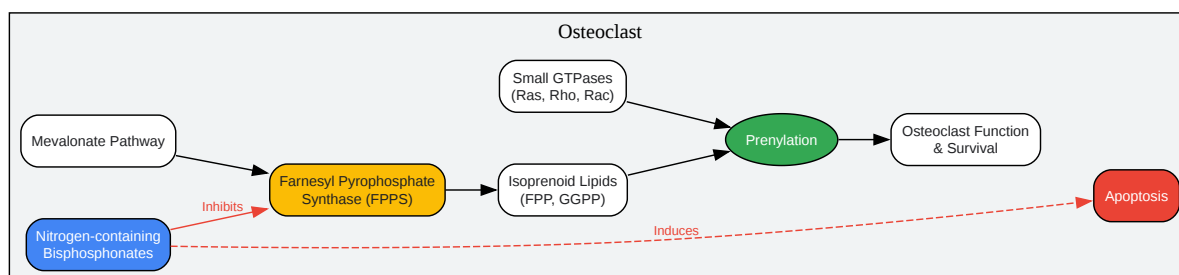 Osteoclast
Small GTPases
(Ras, Rho, Rac)
Mevalonate Pathway
Prenylation
Osteoclast Function
& Survival
Farnesyl Pyrophosphate
Synthase (FPPS)
Isoprenoid Lipids
(FPP, GGPP)
Apoptosis
Inhibits
Nitrogen-containing
Bisphosphonates
Induces